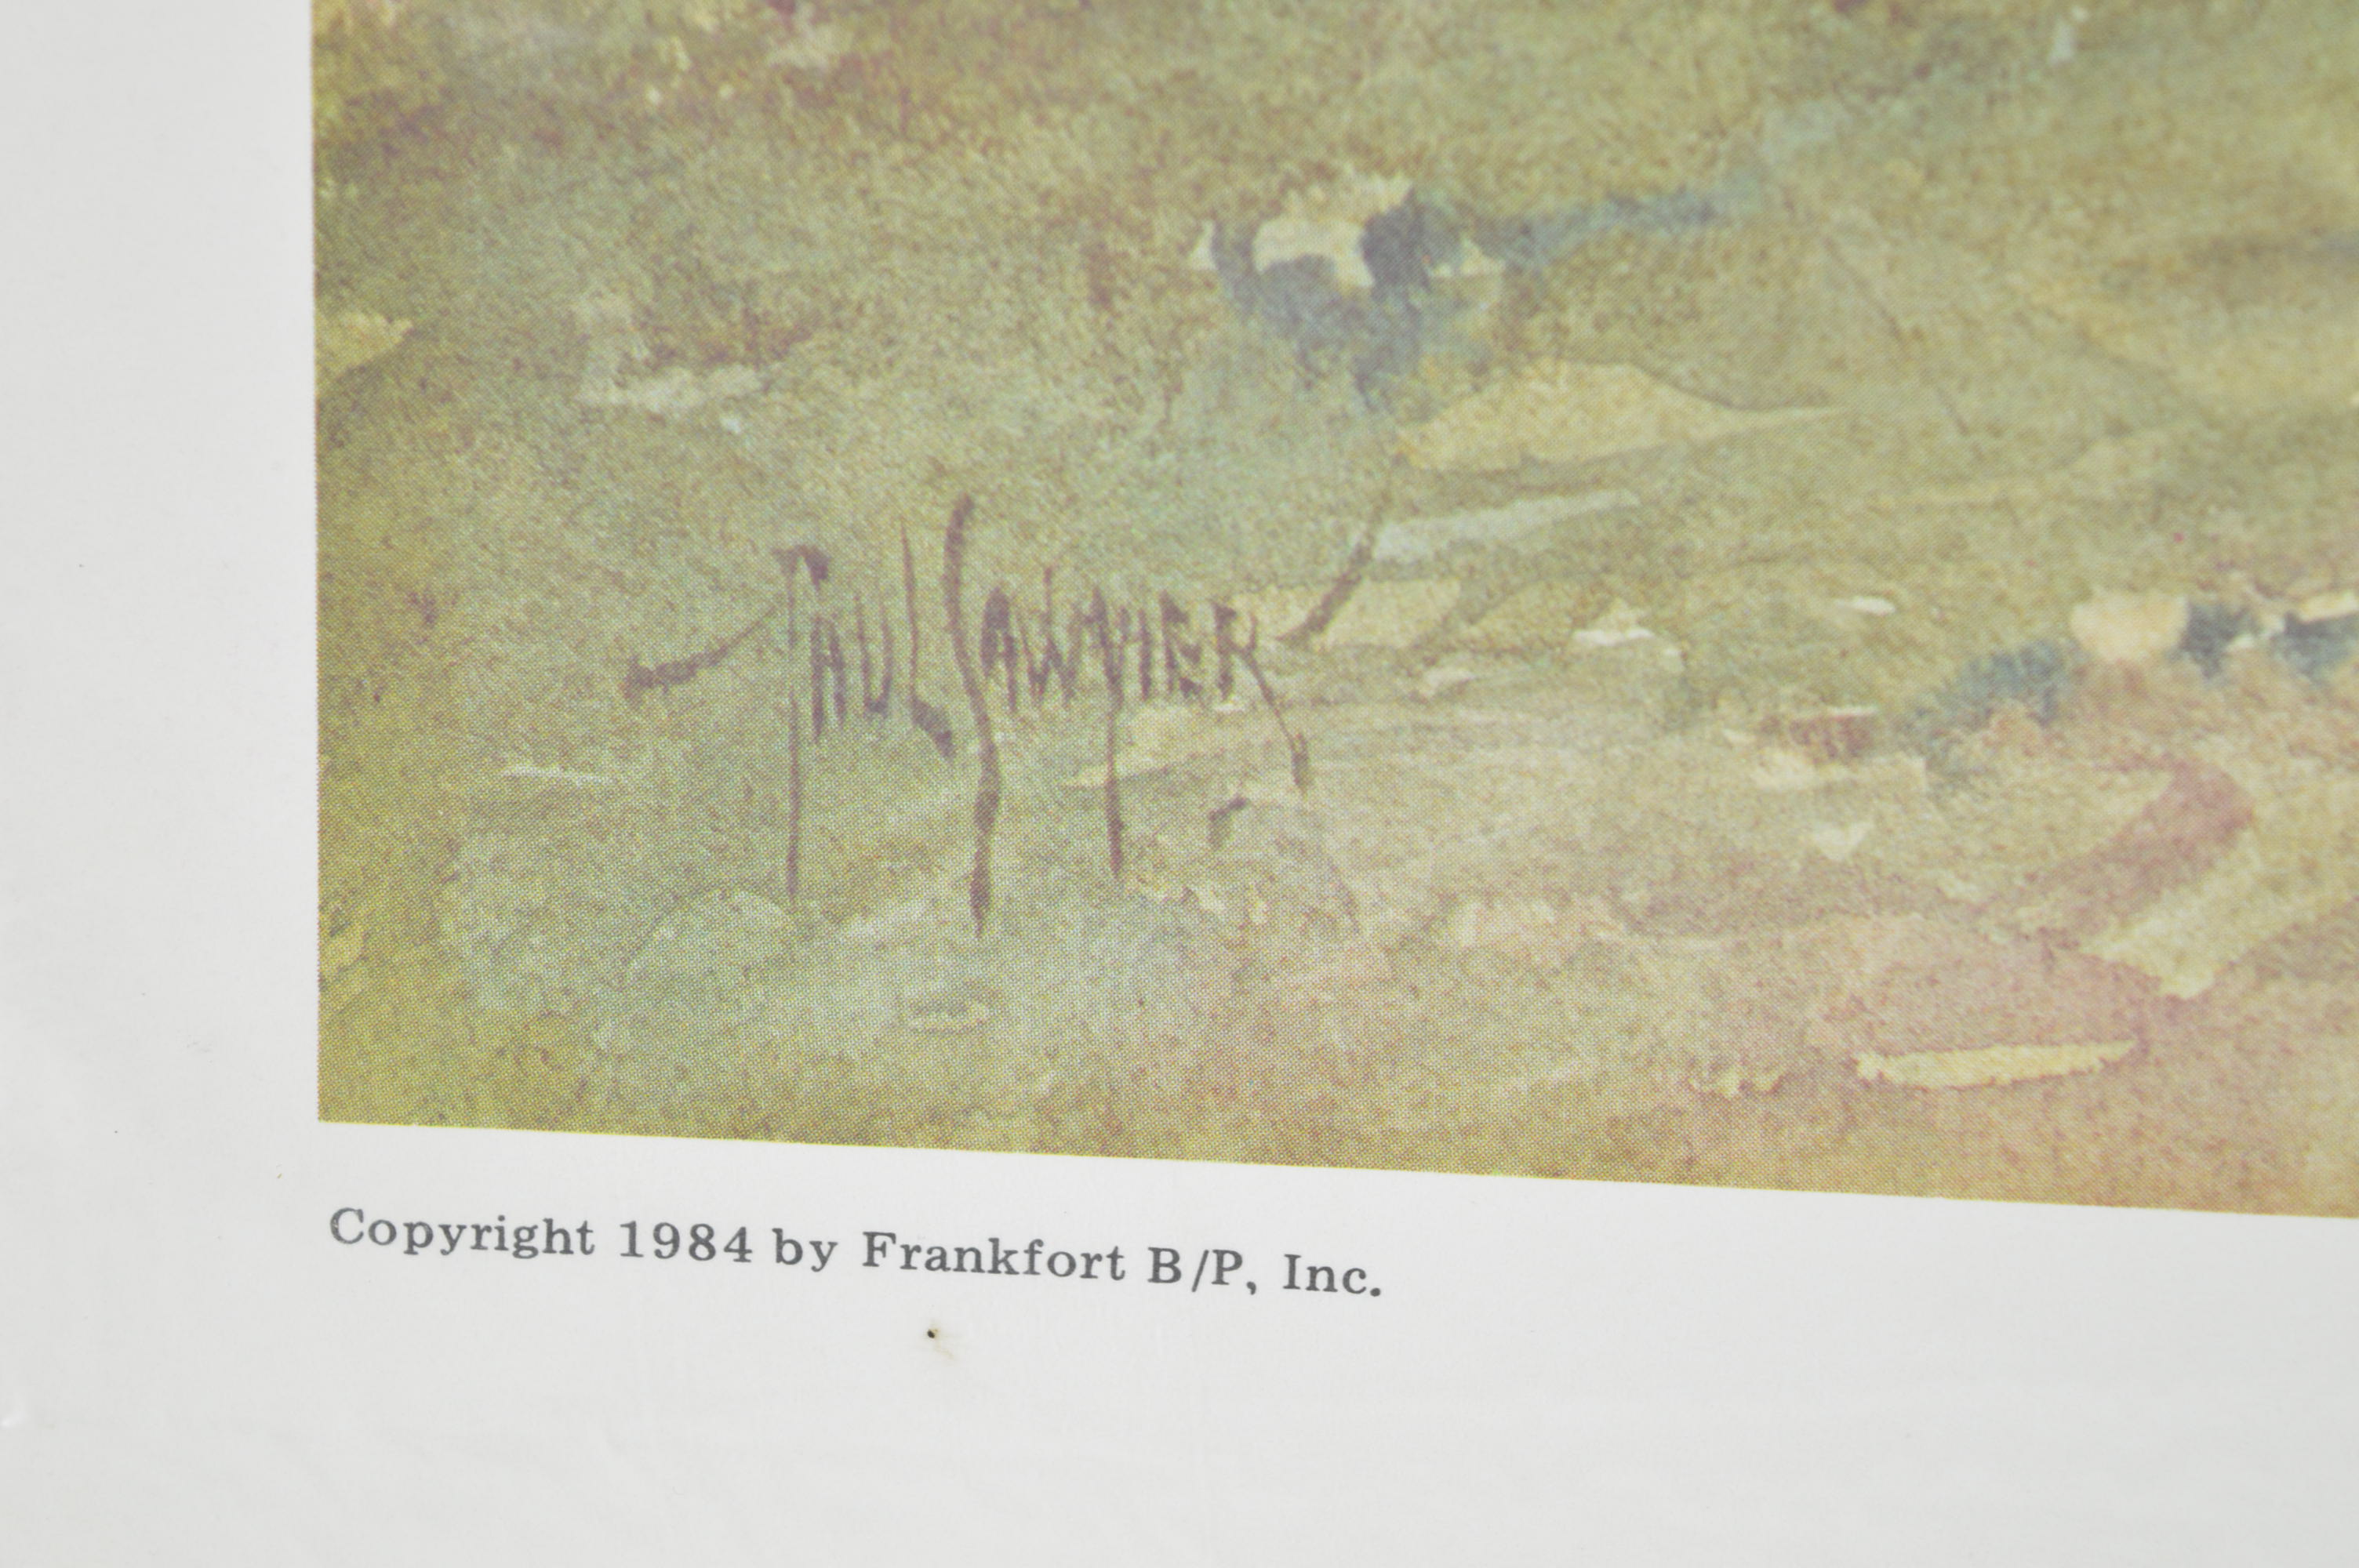 PAUL SAWYIER
Copyright 1984 by Frankfort B/P, Inc.